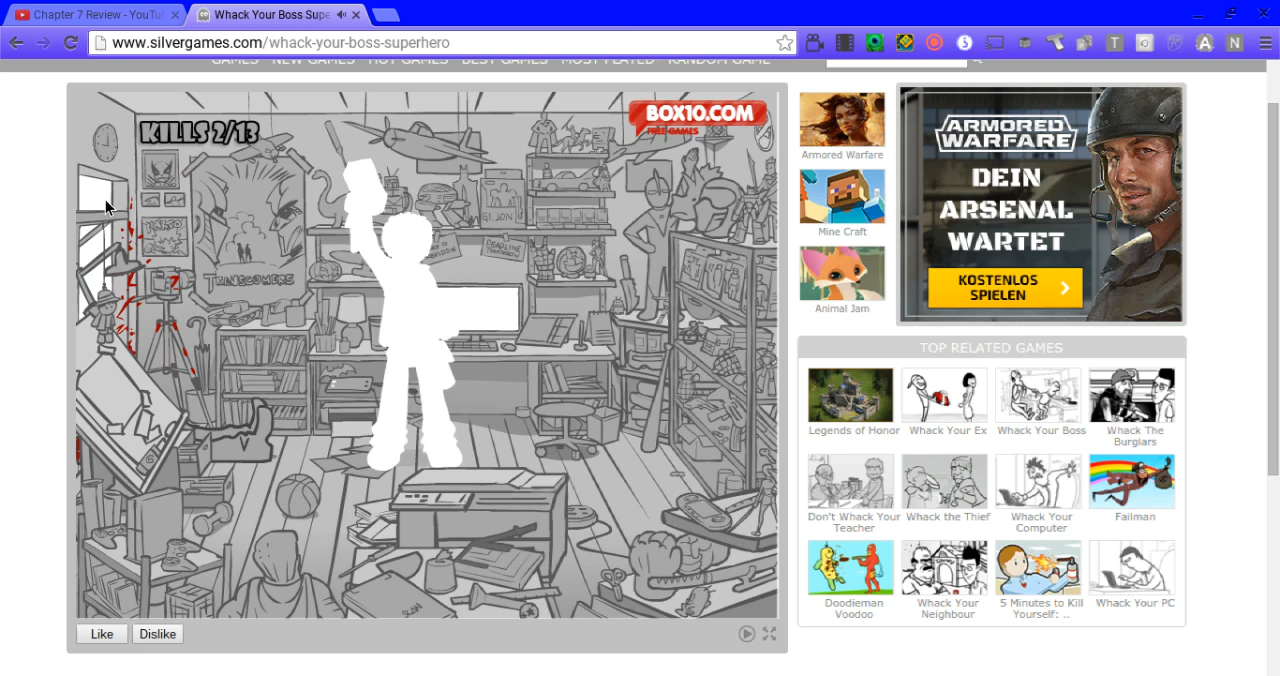 Chapter 7 Review - YouTu
Whack Your Boss Supe
www.silvergames.com/whack-your-boss-superhero
GAMES NEW GAMES HOT GAMES BEST GAMES MOST PLAYED RANDOM GAME
KILLS 2/13
BOX10.COM
FREE GAMES
G.I. JON
DEADLINE
TOMORROW
TRANSCOMERS
SLON
Like
Dislike
Armored Warfare
Mine Craft
Animal Jam
ARMORED
WARFARE
DEIN
ARSENAL
WARTET
KOSTENLOS
SPIELEN
TOP RELATED GAMES
Legends of Honor
Whack Your Ex
Whack Your Boss
Whack The
Burglars
Don't Whack Your
Teacher
Whack the Thief
Whack Your
Computer
Failman
Doodieman
Voodoo
Whack Your
Neighbour
5 Minutes to Kill
Yourself: ..
Whack Your PC